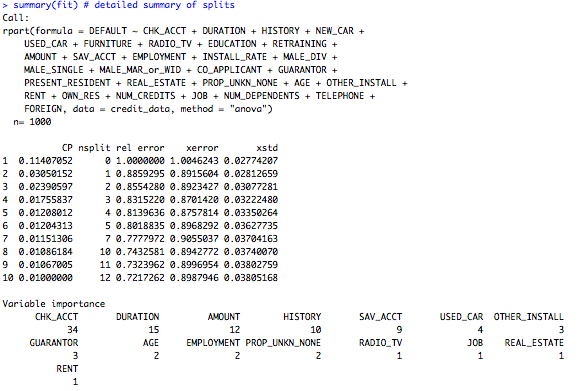 > summary(fit) # detailed summary of splits
Call:
rpart(formula = DEFAULT ~ CHK_ACCT + DURATION + HISTORY + NEW_CAR +
    USED_CAR + FURNITURE + RADIO_TV + EDUCATION + RETRAINING +
    AMOUNT + SAV_ACCT + EMPLOYMENT + INSTALL_RATE + MALE_DIV +
    MALE_SINGLE + MALE_MAR_or_WID + CO_APPLICANT + GUARANTOR +
    PRESENT_RESIDENT + REAL_ESTATE + PROP_UNKN_NONE + AGE + OTHER_INSTALL +
    RENT + OWN_RES + NUM_CREDITS + JOB + NUM_DEPENDENTS + TELEPHONE +
    FOREIGN, data = credit_data, method = "anova")
  n= 1000
           CP nsplit rel error    xerror       xstd
1  0.11407052      0 1.0000000 1.0046243 0.02774207
2  0.03050152      1 0.8859295 0.8915604 0.02812659
3  0.02390597      2 0.8554280 0.8923427 0.03077281
4  0.01755837      3 0.8315220 0.8701420 0.03222480
5  0.01208012      4 0.8139636 0.8757814 0.03350264
6  0.01204313      5 0.8018835 0.8968292 0.03627735
7  0.01151306      7 0.7777972 0.9055037 0.03704163
8  0.01086184     10 0.7432581 0.8942772 0.03740070
9  0.01067005     11 0.7323962 0.8996954 0.03802759
10 0.01000000     12 0.7217262 0.8987946 0.03805168
Variable importance
      CHK_ACCT       DURATION         AMOUNT        HISTORY       SAV_ACCT       USED_CAR  OTHER_INSTALL
            34             15             12             10              9              4              3
     GUARANTOR            AGE     EMPLOYMENT PROP_UNKN_NONE       RADIO_TV            JOB    REAL_ESTATE
             3              2              2              2              1              1              1
          RENT
             1